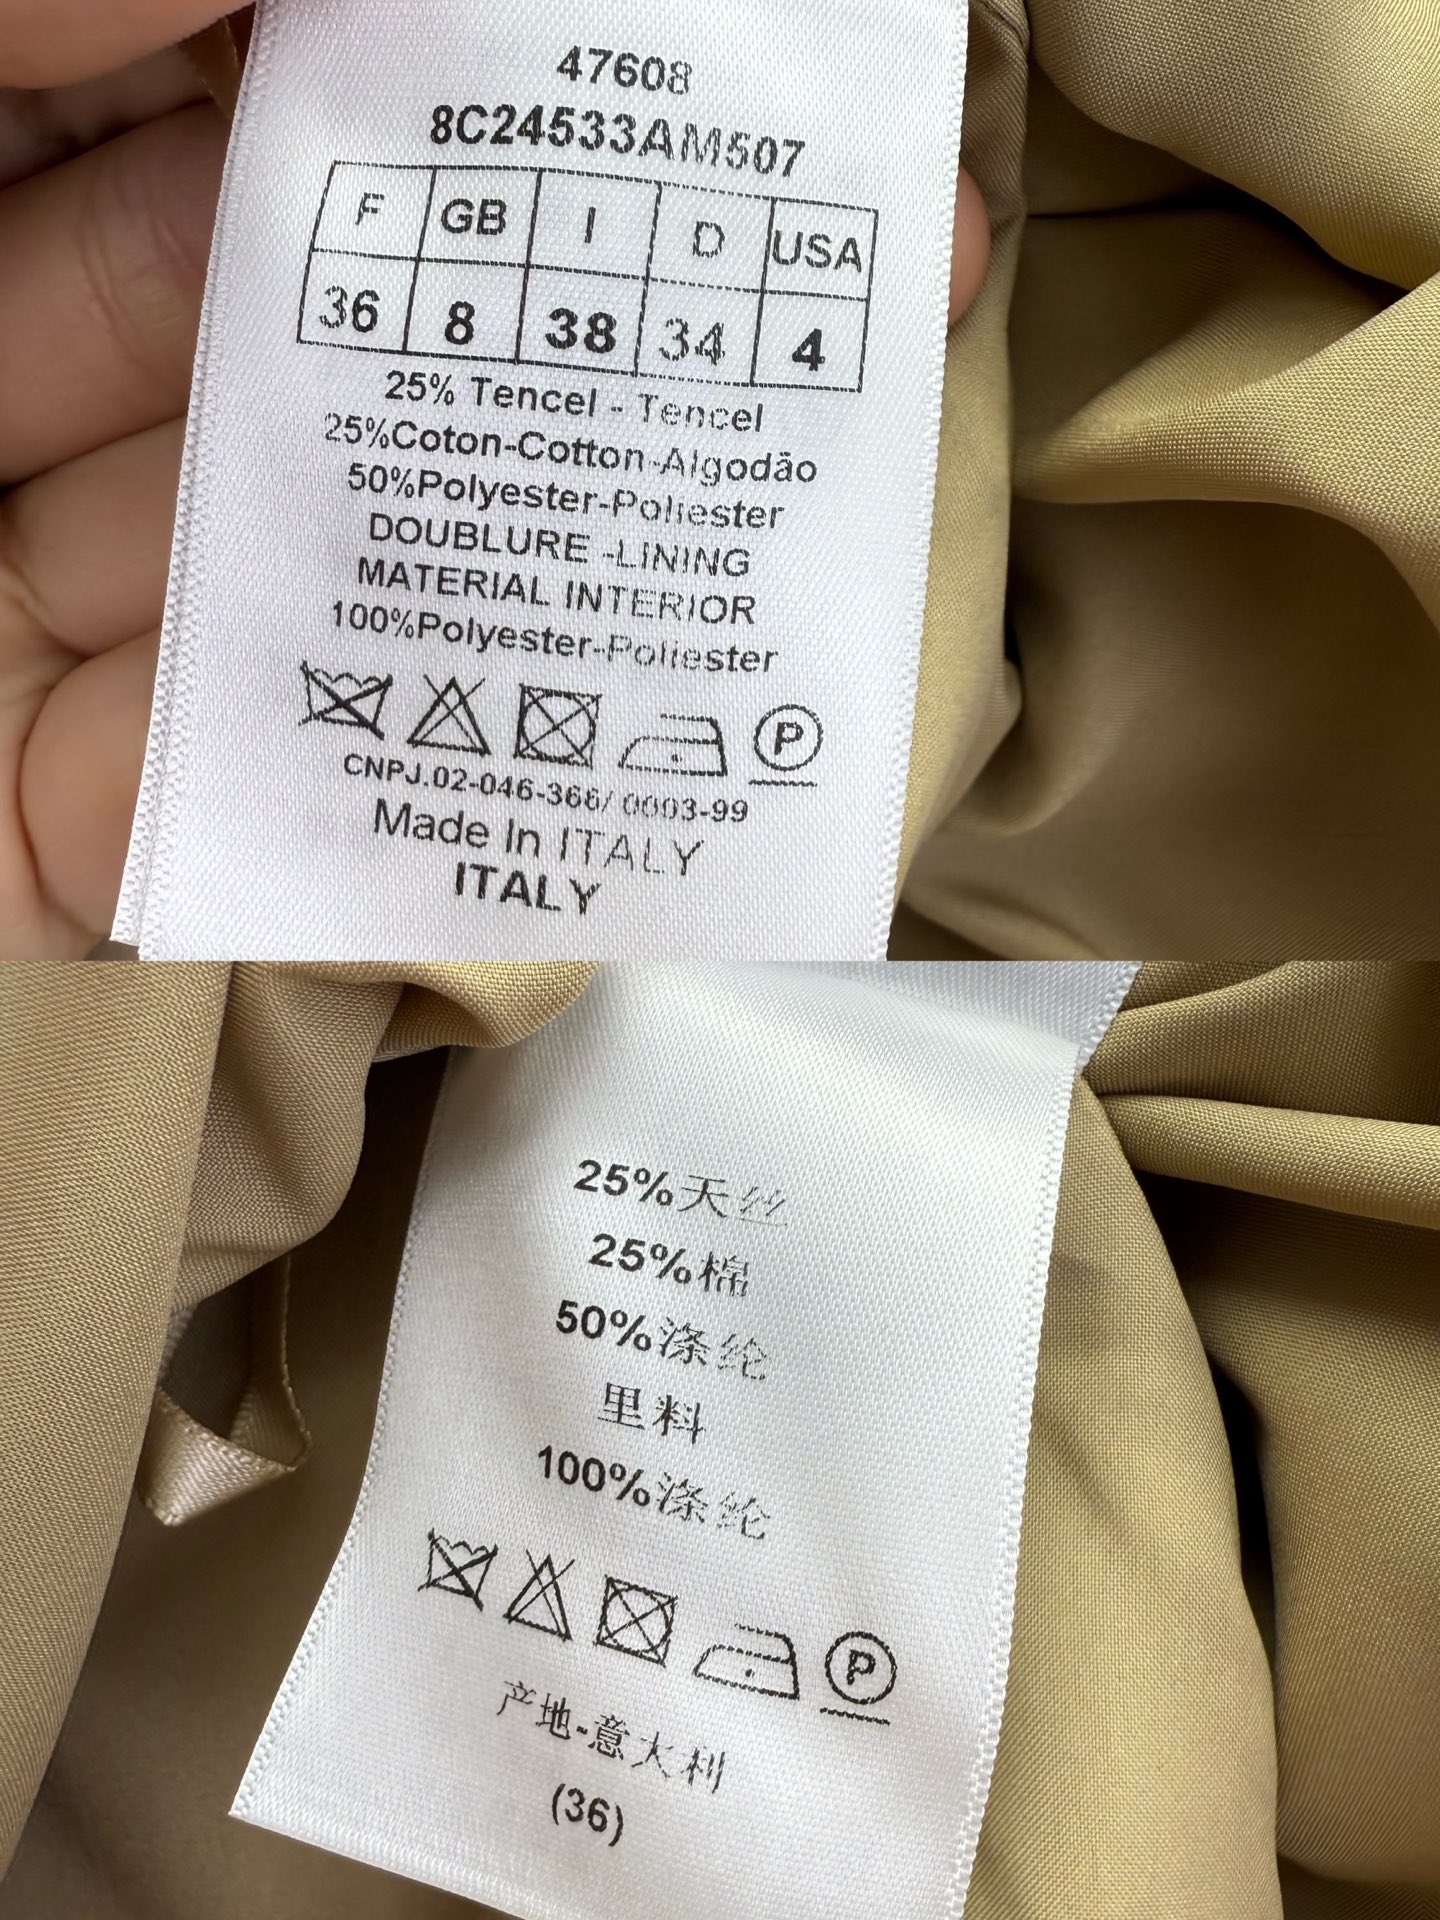 47608
8C24533AM507
F GB I D USA
36 8 38 34 4
25% Tencel - Tencel
25%Coton-Cotton-Algodão
50%Polyester-Poliester
DOUBLURE -LINING
MATERIAL INTERIOR
100%Polyester-Poliester
P
CNPJ.02-046-366/ 0003-99
Made In ITALY
ITALY
25%天丝
25%棉
50%涤纶
里料
100%涤纶
P
产地-意大利
(36)